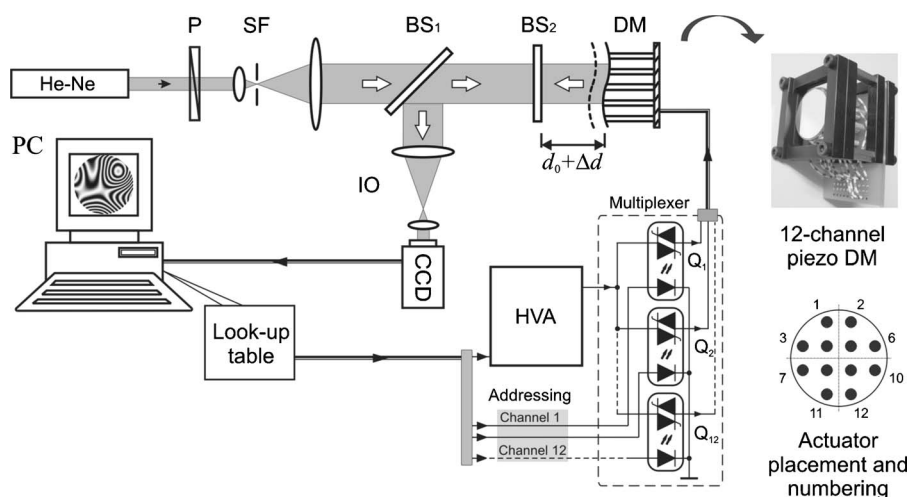 P
SF
BS₁
BS₂
DM
He-Ne
PC
IO
d₀+Δd
Multiplexer
CCD
Q₁
12-channel
piezo DM
HVA
Look-up
table
Q₂
1
2
3
6
7
10
11
12
Addressing
Channel 1
Channel 12
Q₁₂
Actuator
placement and
numbering